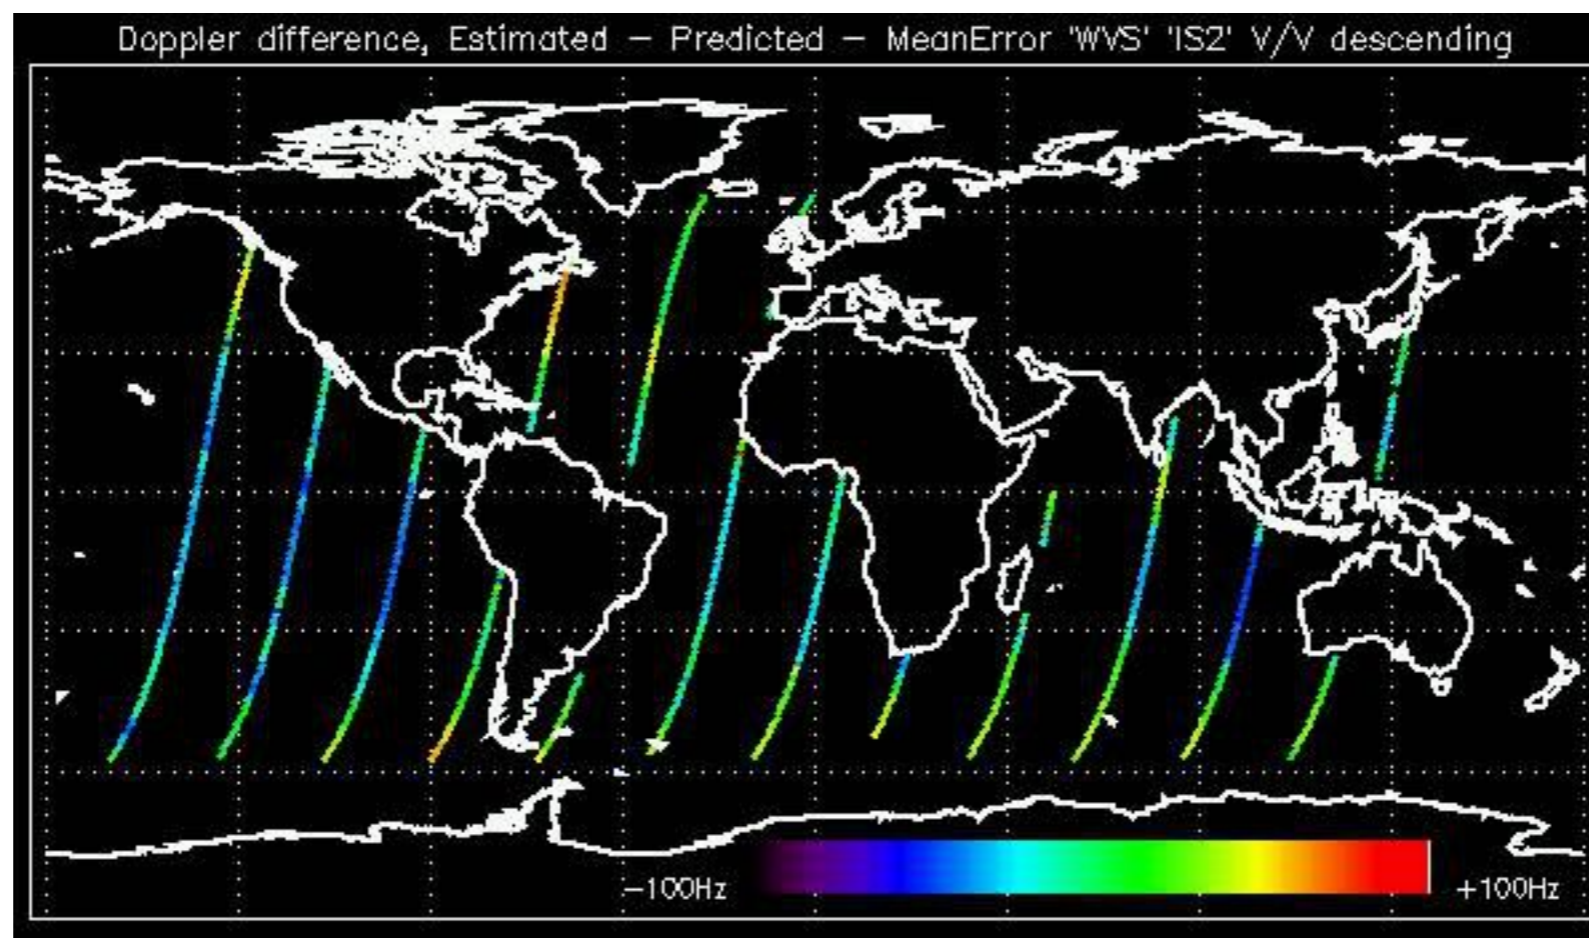 Doppler difference, Estimated - Predicted - MeanError 'WVS' 'IS2' V/V descending
-100Hz
+100Hz